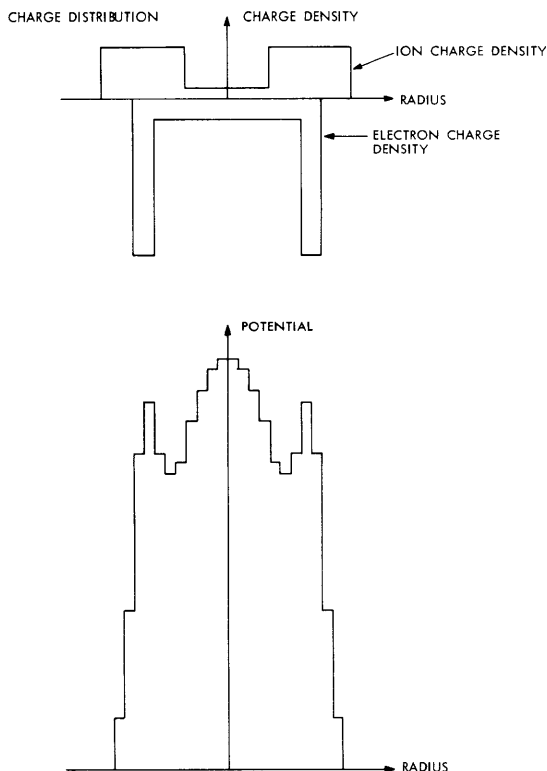 CHARGE DISTRIBUTION
CHARGE DENSITY
ION CHARGE DENSITY
RADIUS
ELECTRON CHARGE
DENSITY
POTENTIAL
RADIUS